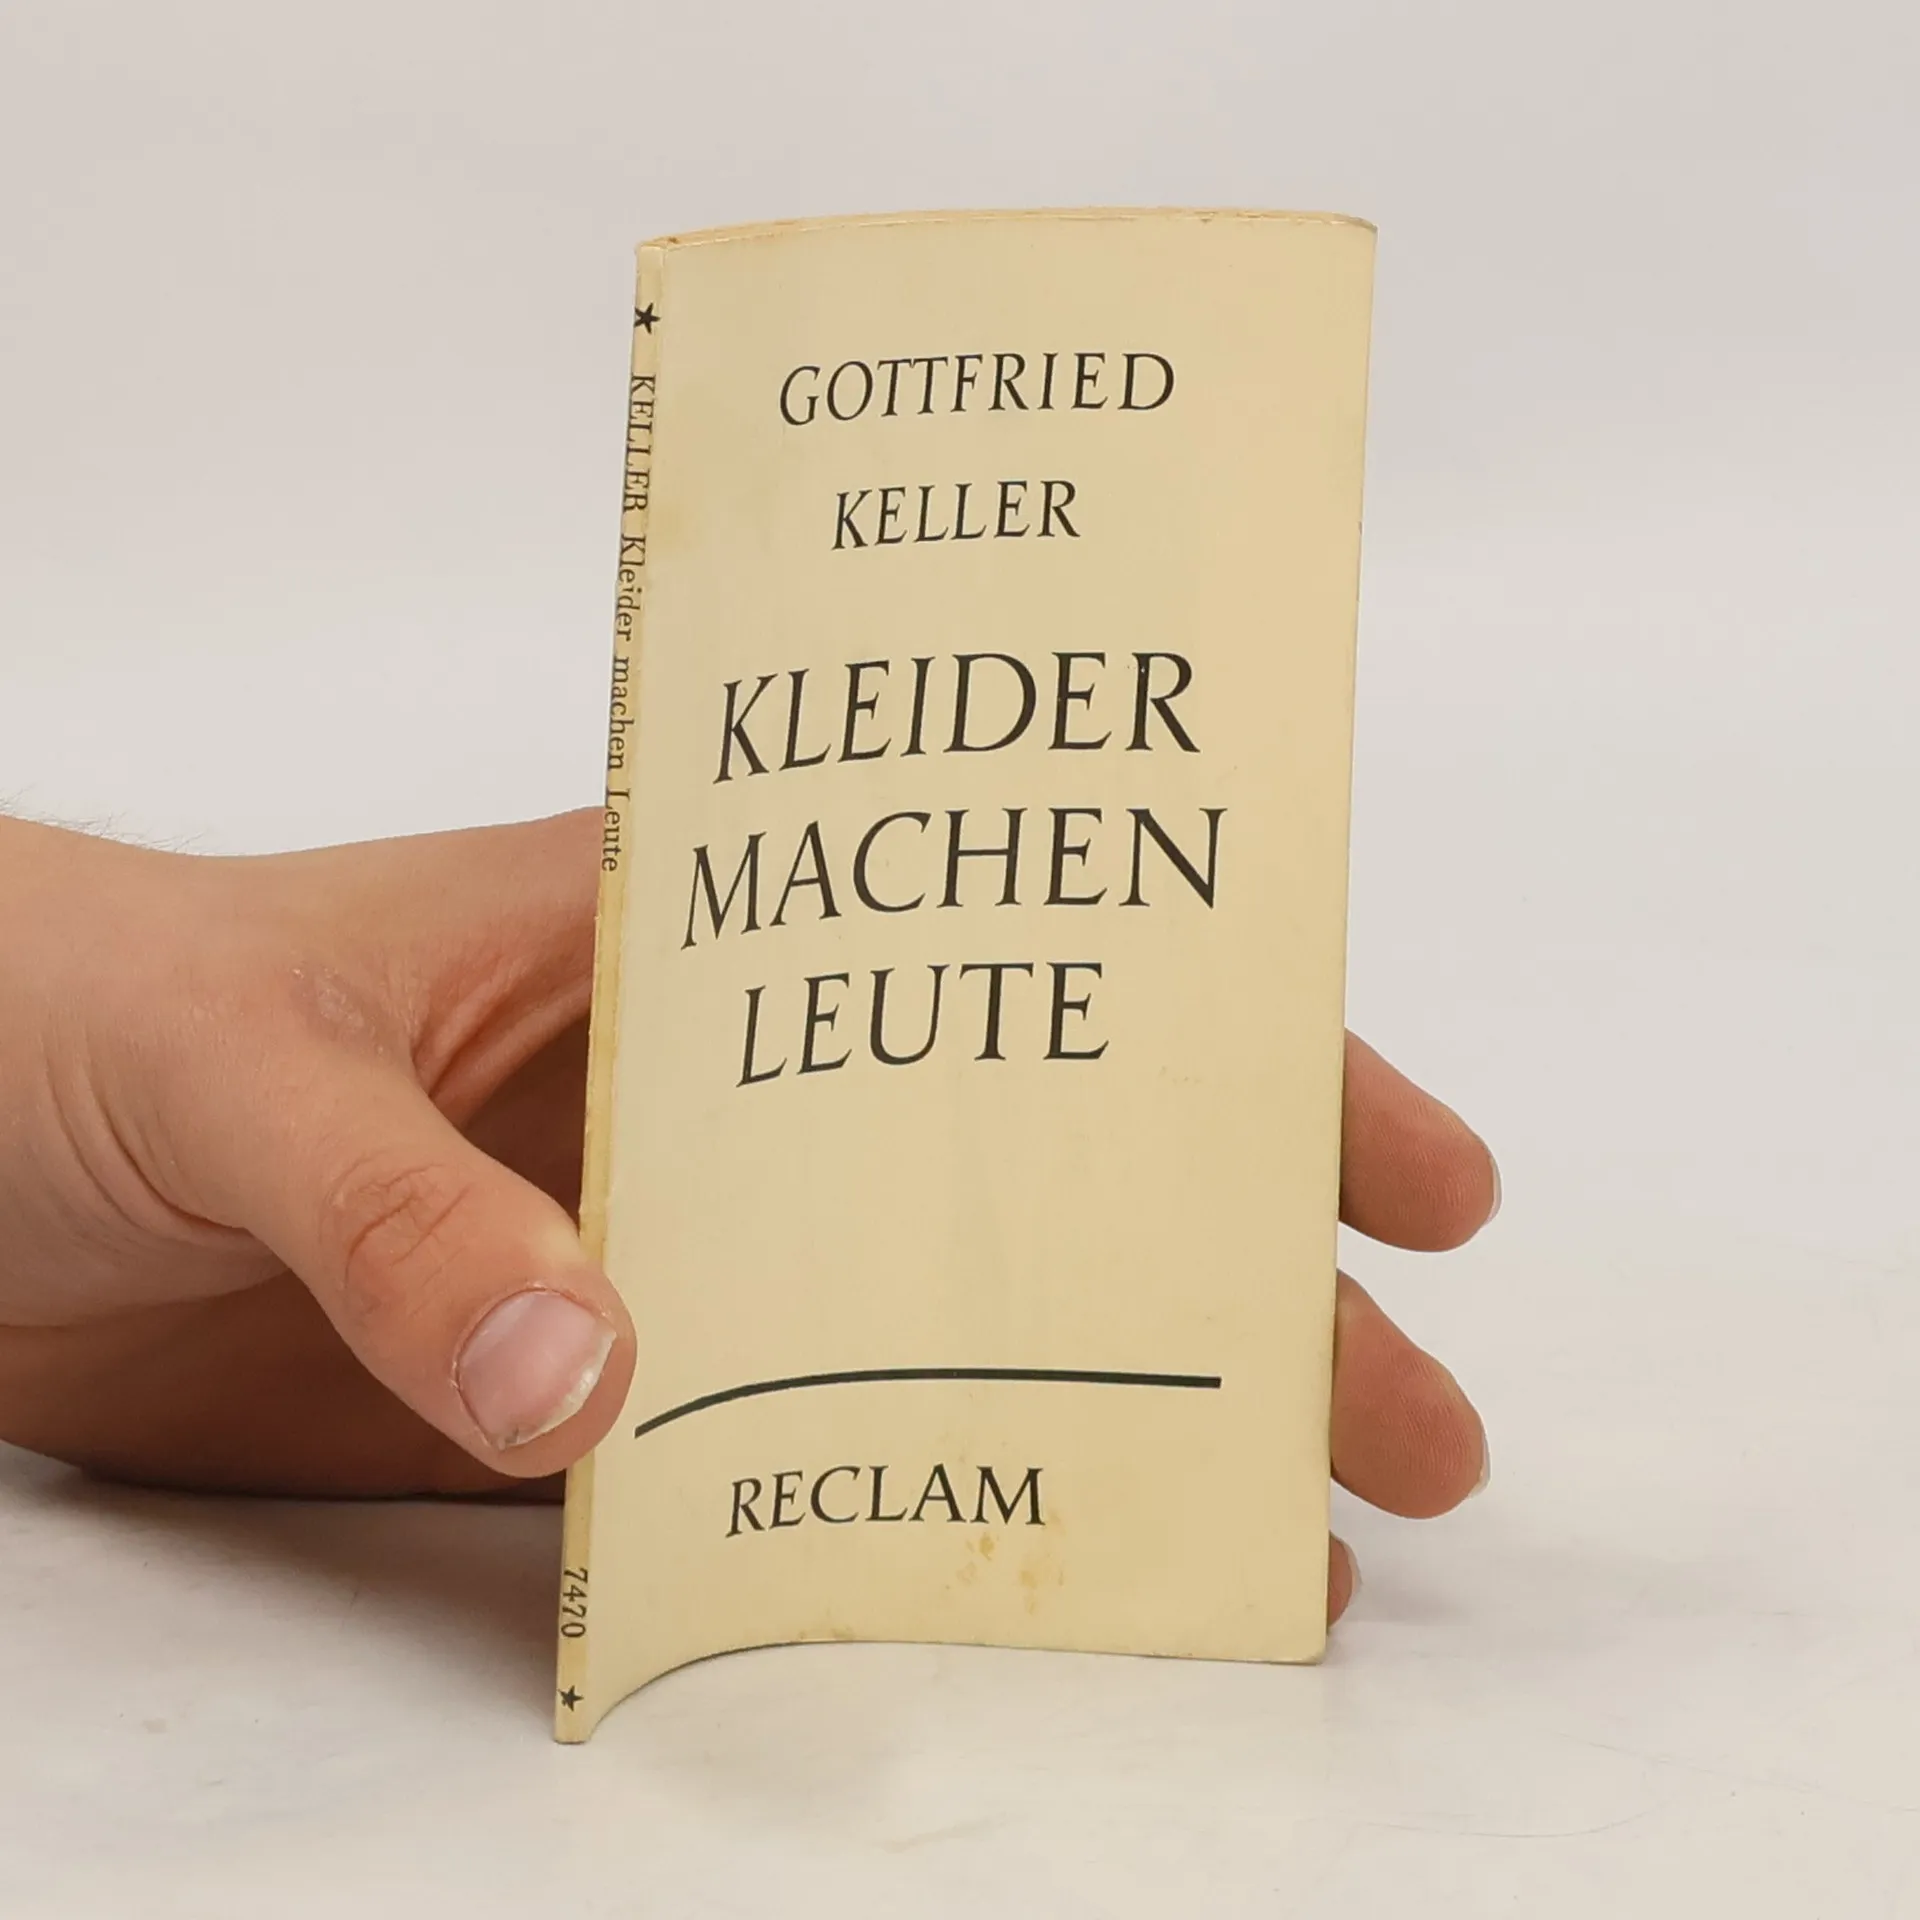 GOTTFRIED
KELLER
KLEIDER
MACHEN
LEUTE
RECLAM
★ KELLER Kleider machen Leute 7470 ★